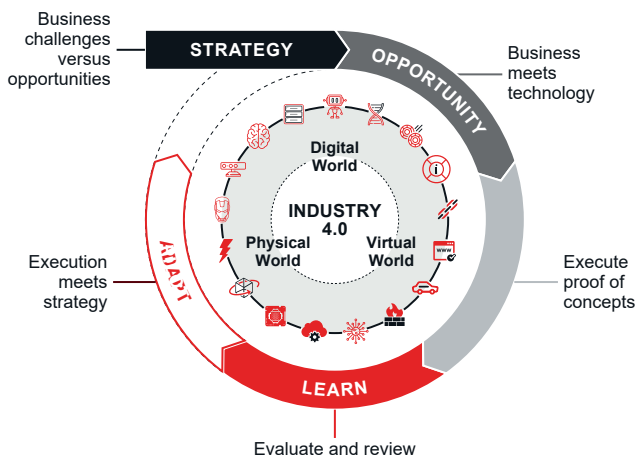 Business
challenges
versus
opportunities
STRATEGY
OPPORTUNITY
Business
meets
technology
Digital
World
INDUSTRY
4.0
Physical
World
Virtual
World
i
WWW
ADAPT
Execution
meets
strategy
Execute
proof of
concepts
LEARN
Evaluate and review